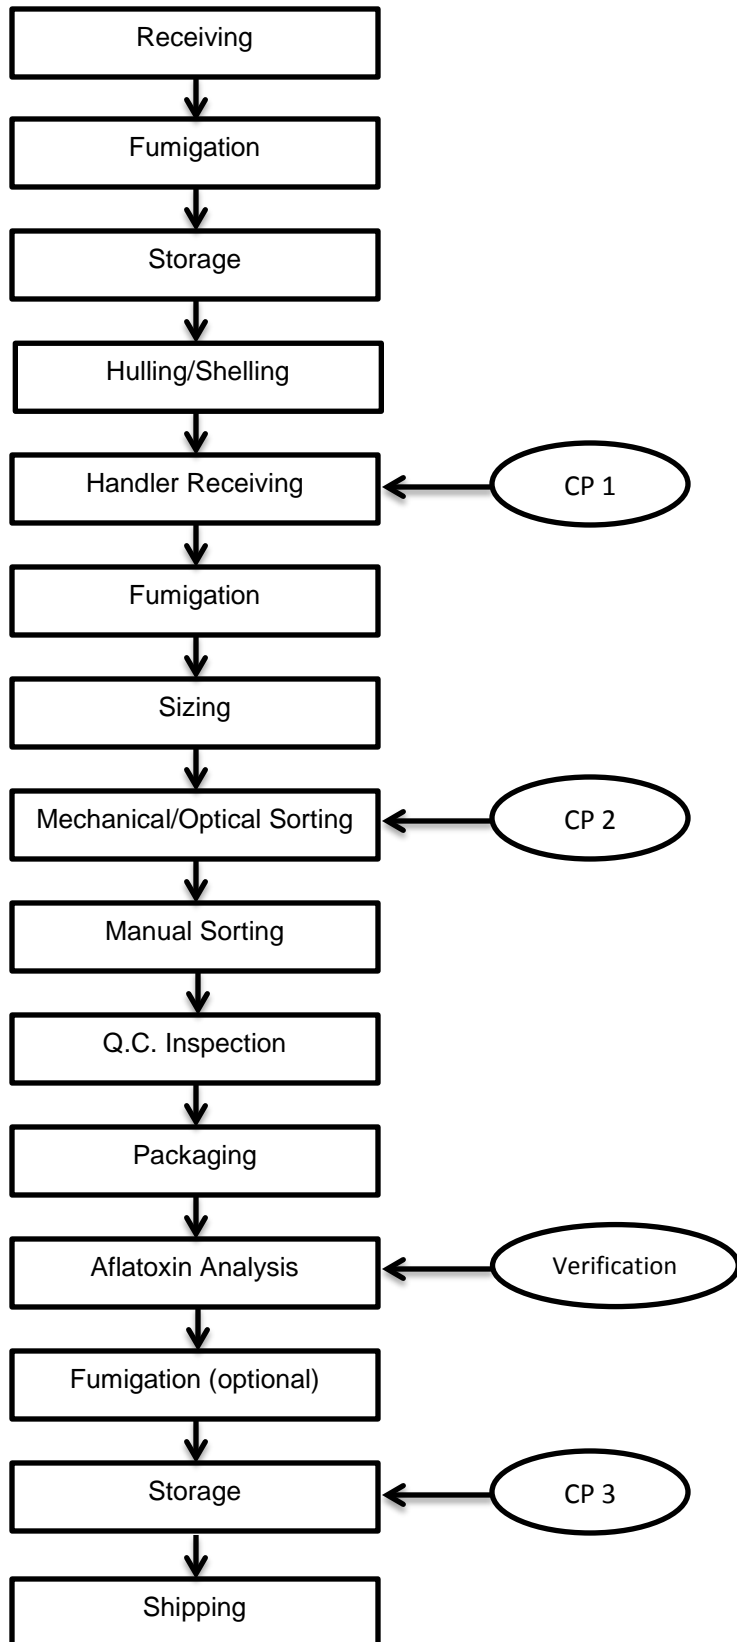 Receiving
Fumigation
Storage
Hulling/Shelling
Handler Receiving
CP 1
Fumigation
Sizing
Mechanical/Optical Sorting
CP 2
Manual Sorting
Q.C. Inspection
Packaging
Aflatoxin Analysis
Verification
Fumigation (optional)
Storage
CP 3
Shipping